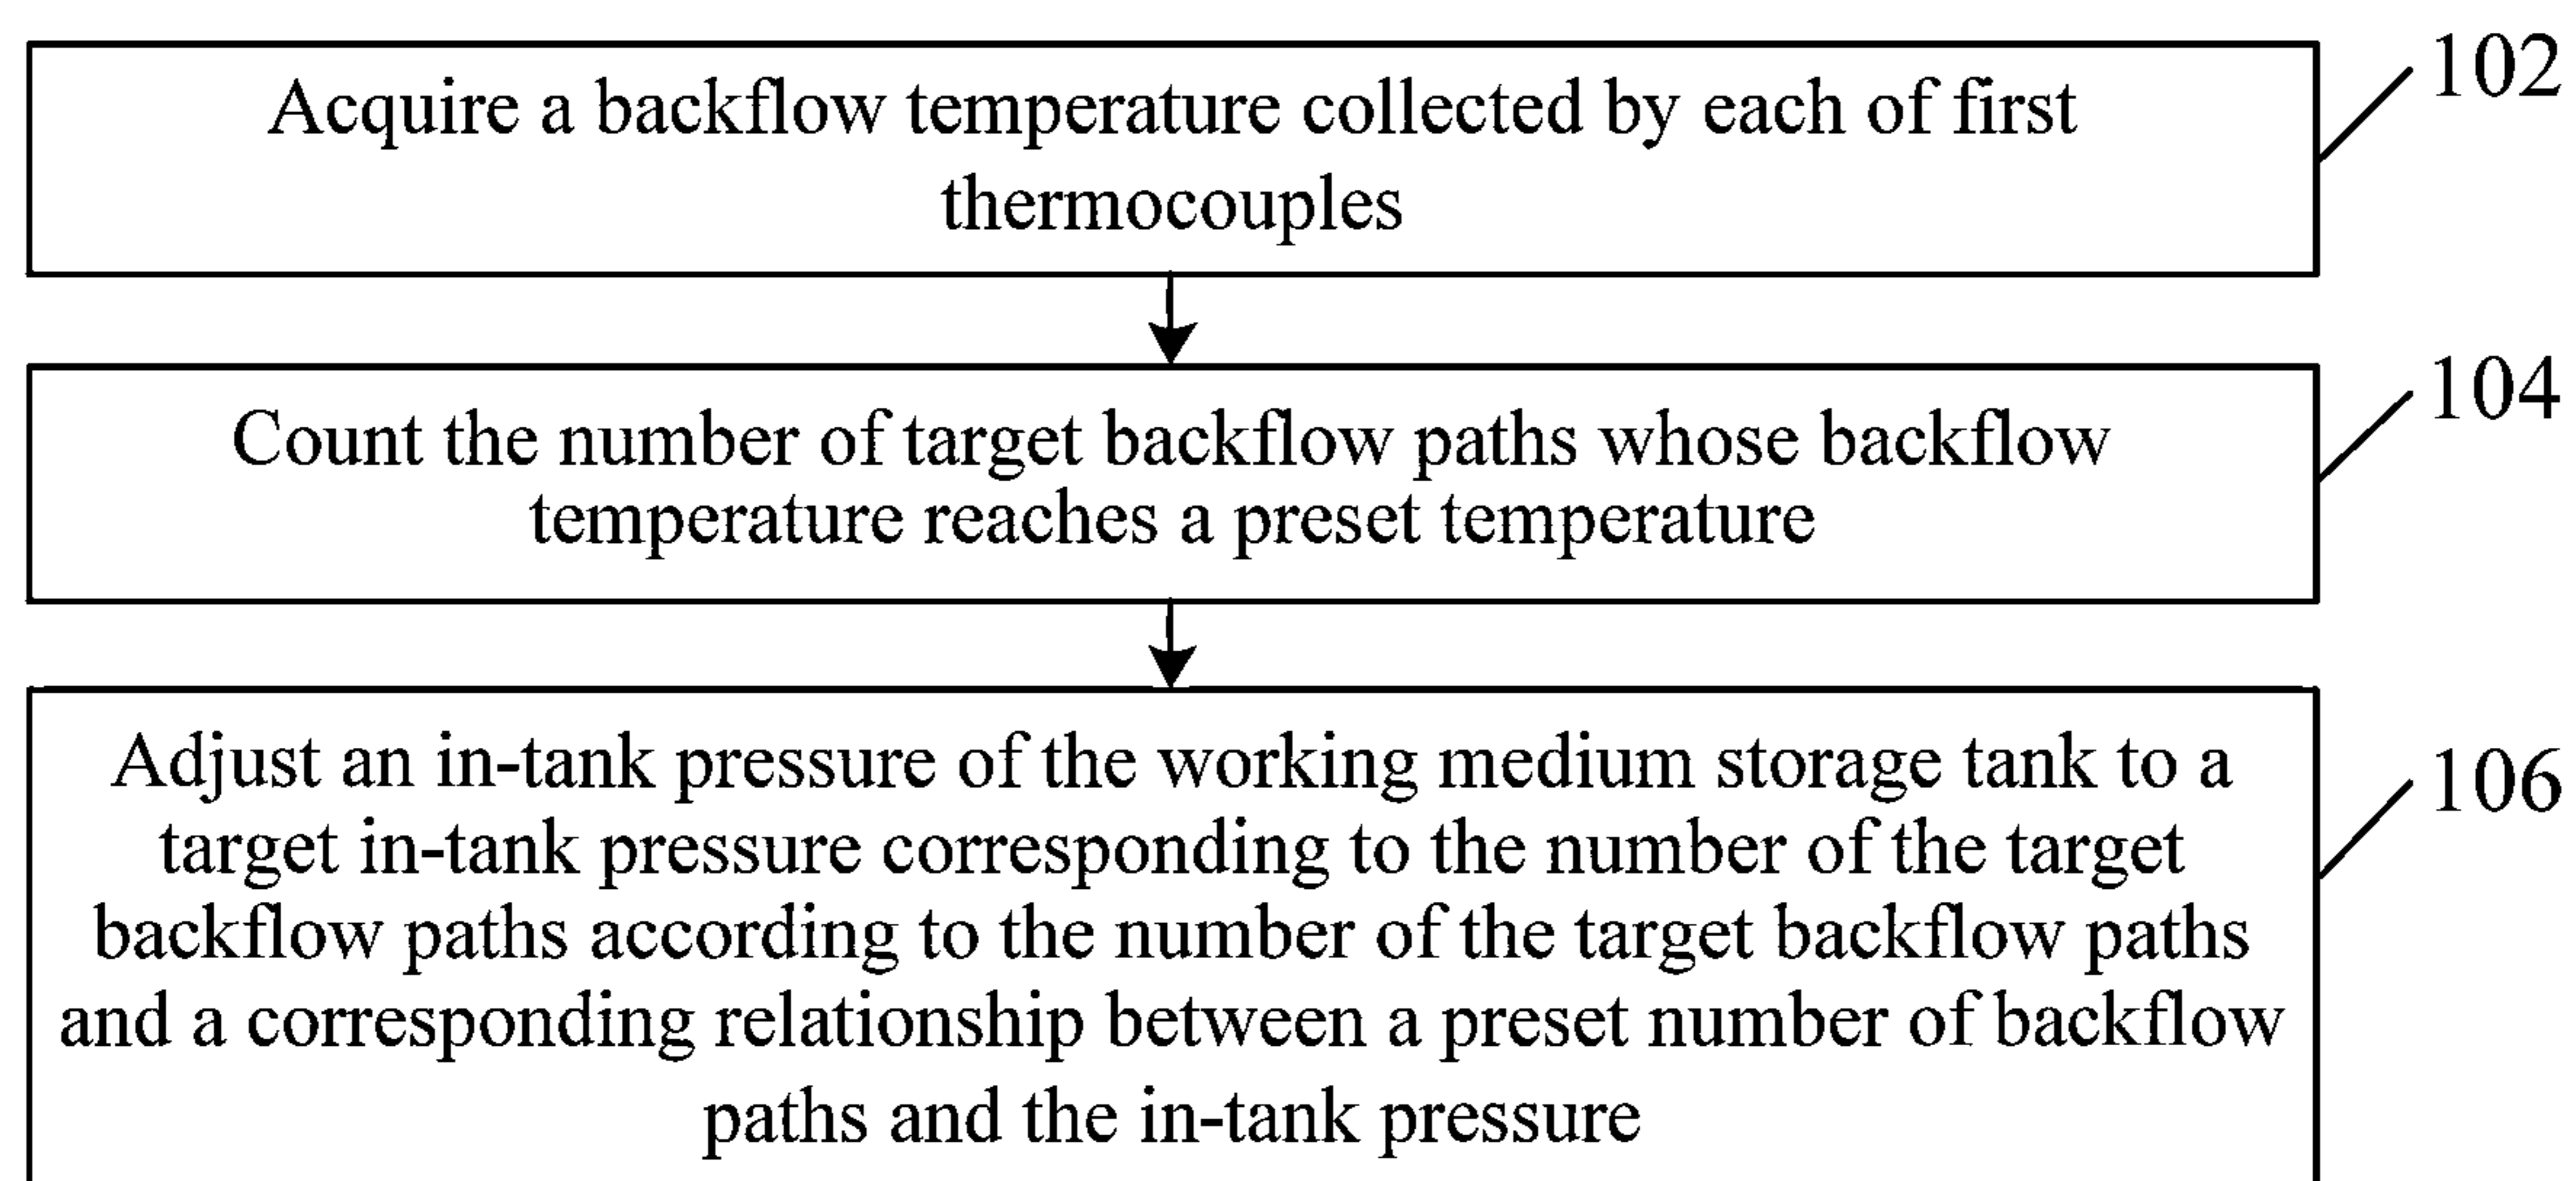 Acquire a backflow temperature collected by each of first
thermocouples
102
Count the number of target backflow paths whose backflow
temperature reaches a preset temperature
104
Adjust an in-tank pressure of the working medium storage tank to a
target in-tank pressure corresponding to the number of the target
backflow paths according to the number of the target backflow paths
and a corresponding relationship between a preset number of backflow
paths and the in-tank pressure
106